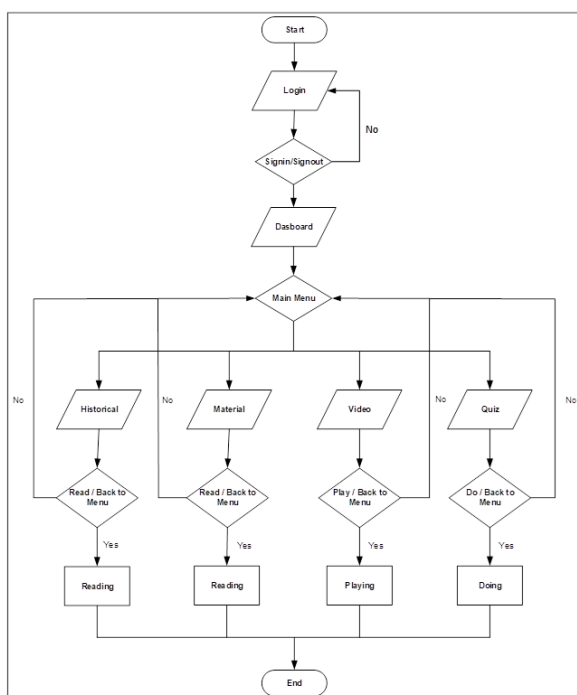 Start
Login
No
Signin/Signout
Dasboard
Main Menu
No
Historical
No
Material
Video
No
Quiz
No
Read / Back to
Menu
Read / Back to
Menu
Play / Back to
Menu
Do / Back to
Menu
Yes
Yes
Yes
Yes
Reading
Reading
Playing
Doing
End